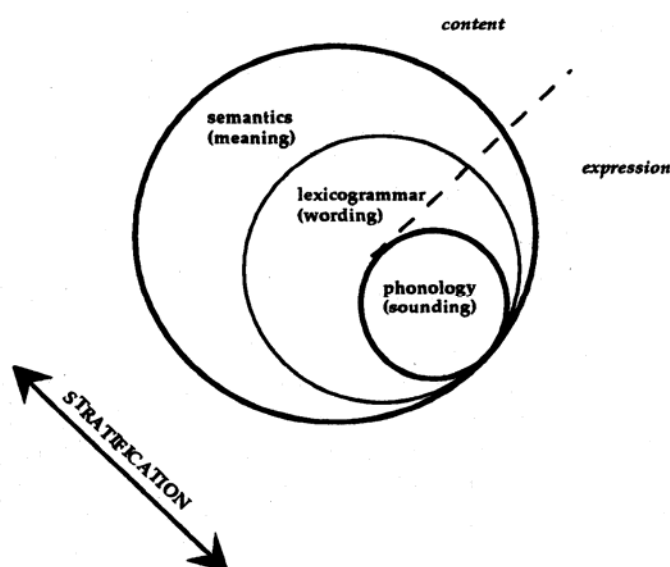 content
semantics
(meaning)
expression
lexicogrammar
(wording)
phonology
(sounding)
STRATIFICATION